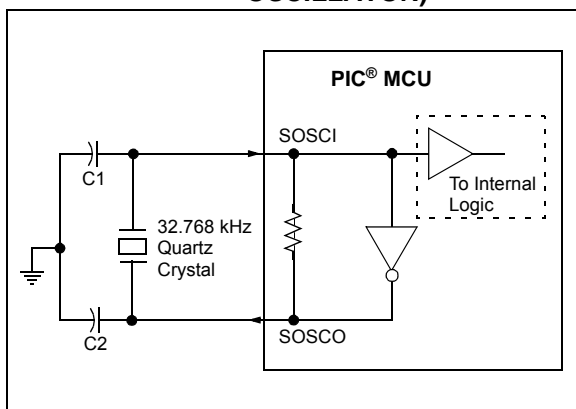 PIC® MCU
SOSCI
C1
To Internal
Logic
32.768 kHz
Quartz
Crystal
C2
SOSCO